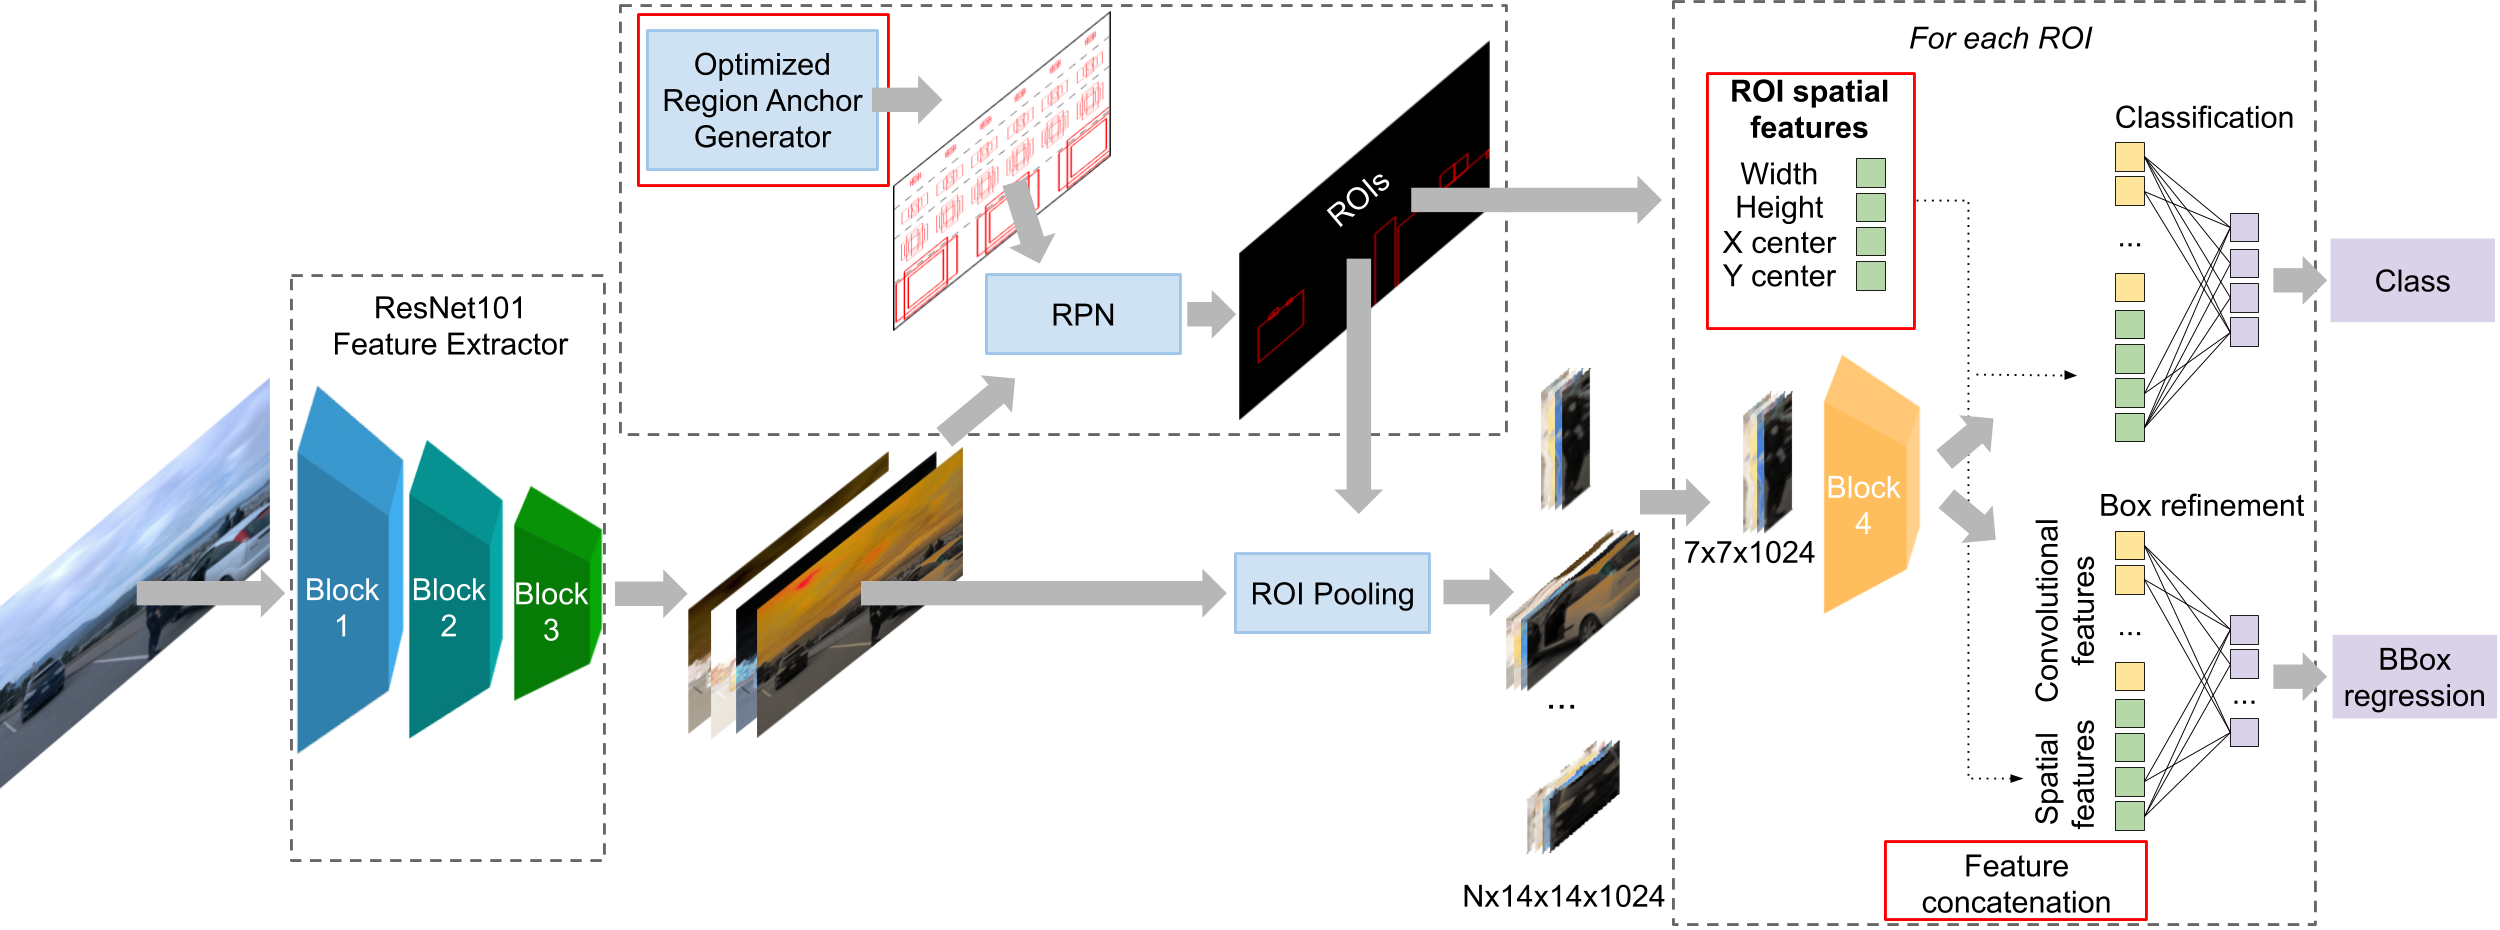 Optimized
Region Anchor
Generator
ResNet101
Feature Extractor
Block
1
Block
2
Block
3
RPN
ROIs
ROI Pooling
...
Nx14x14x1024
For each ROI
ROI spatial
features
Width
Height
X center
Y center
7x7x1024
Block
4
Classification
...
Class
Box refinement
Convolutional
features
...
Spatial
features
...
BBox
regression
Feature
concatenation